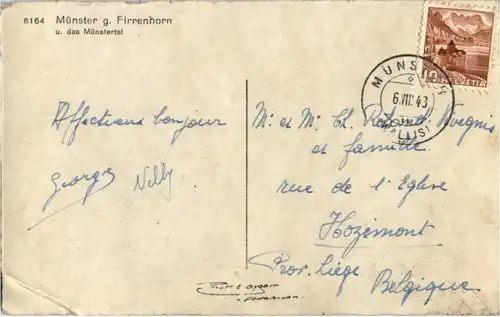 8164 Münster g. Firrenhorn
u. das Münstertal
10 HELVETIA
MÜNSTER
6.VIII.43
(WALLIS)
Affectueux bonjour
Georges Nelly
M. et M. Ch.
et famille
rue de l'Eglise
Hozémont
Prov. Liège
Belgique